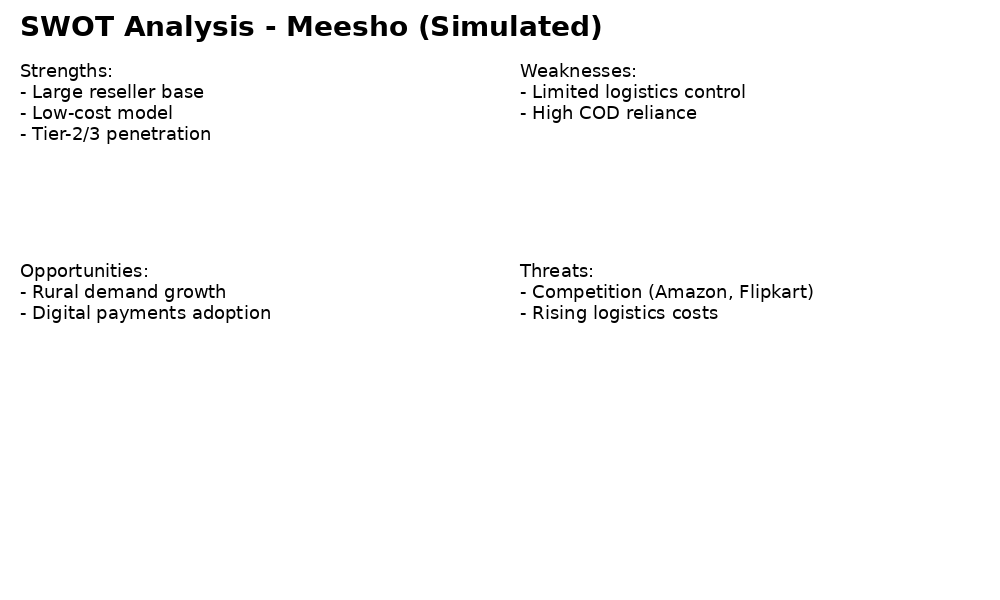 SWOT Analysis - Meesho (Simulated)
Strengths:
- Large reseller base
- Low-cost model
- Tier-2/3 penetration
Weaknesses:
- Limited logistics control
- High COD reliance
Opportunities:
- Rural demand growth
- Digital payments adoption
Threats:
- Competition (Amazon, Flipkart)
- Rising logistics costs